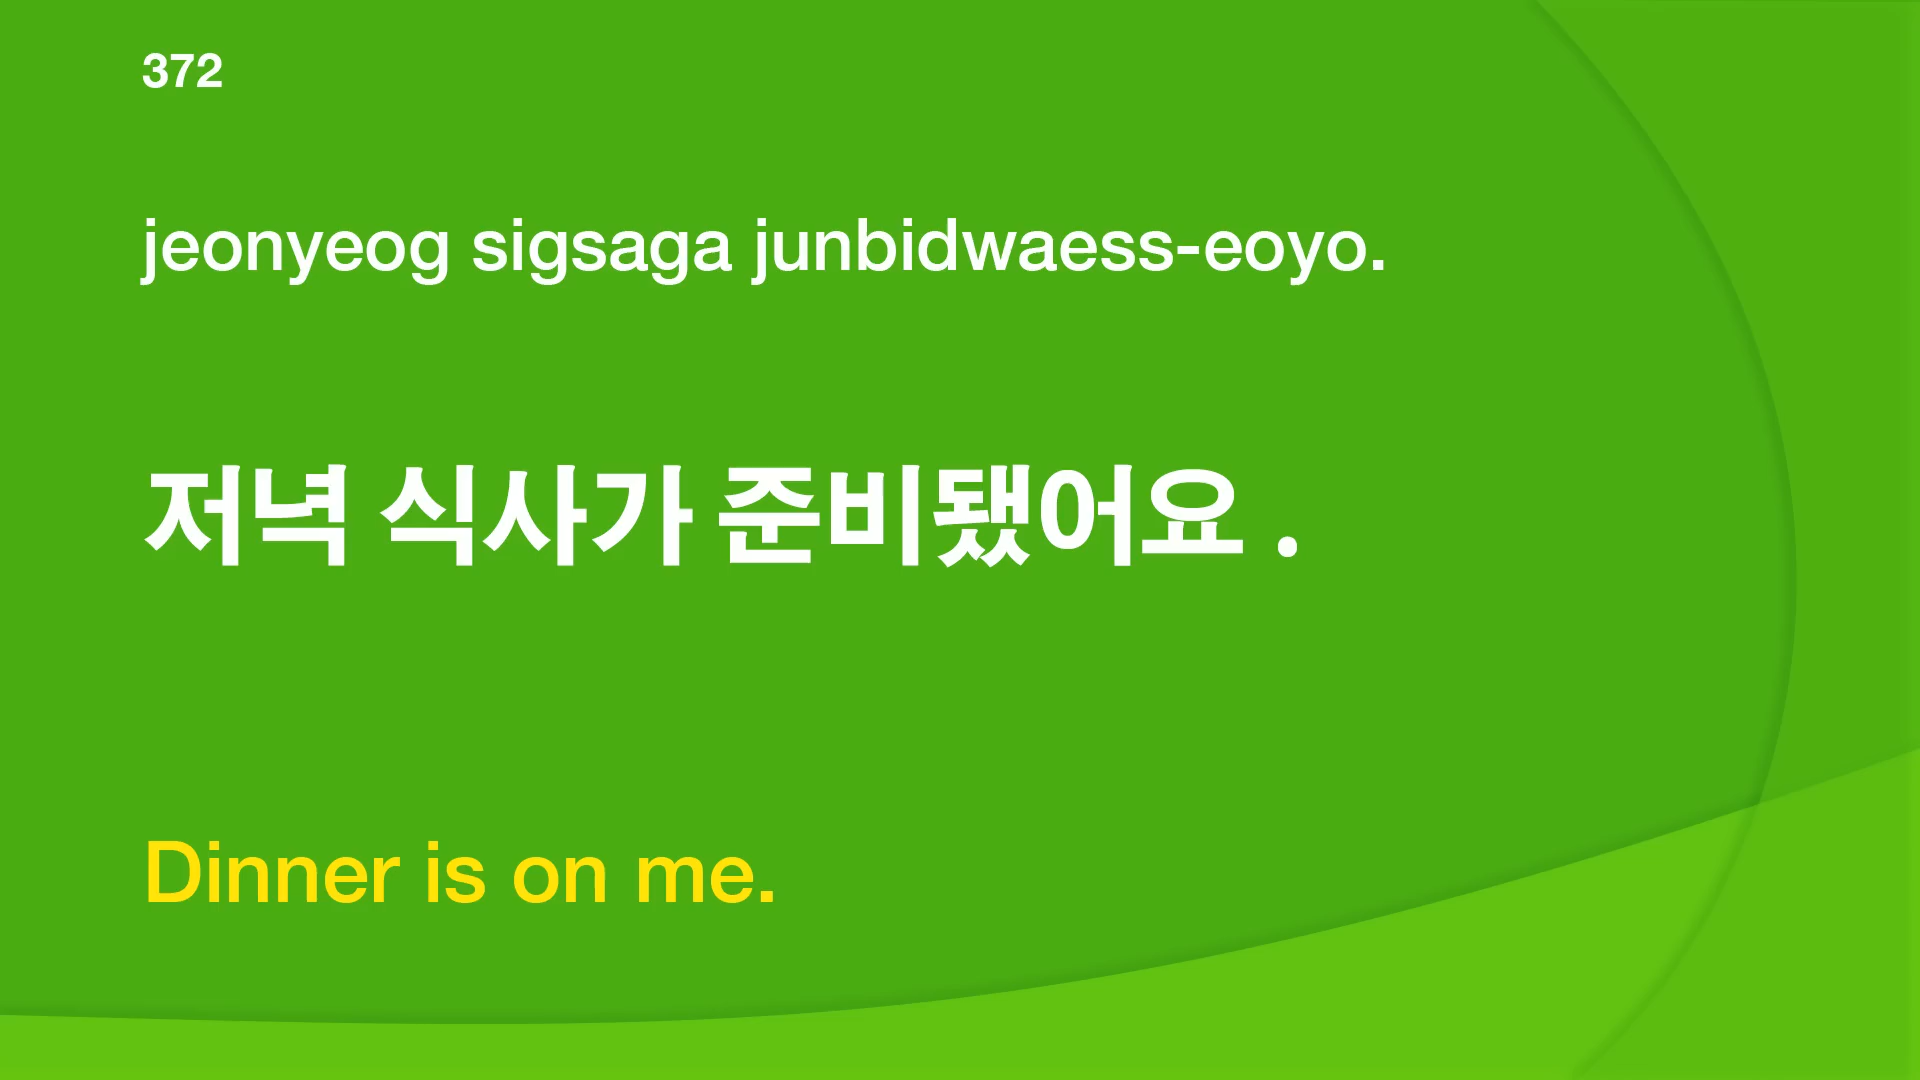 372
jeonyeog sigsaga junbidwaess-eoyo.
저녁 식사가 준비됐어요 .
Dinner is on me.